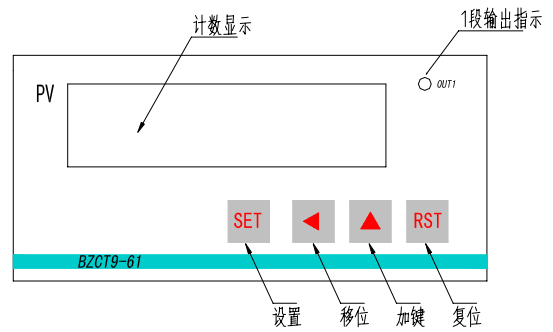 计数显示
1段输出指示
PV
OUT1
SET
RST
BZCT9-61
设置
移位
加键
复位